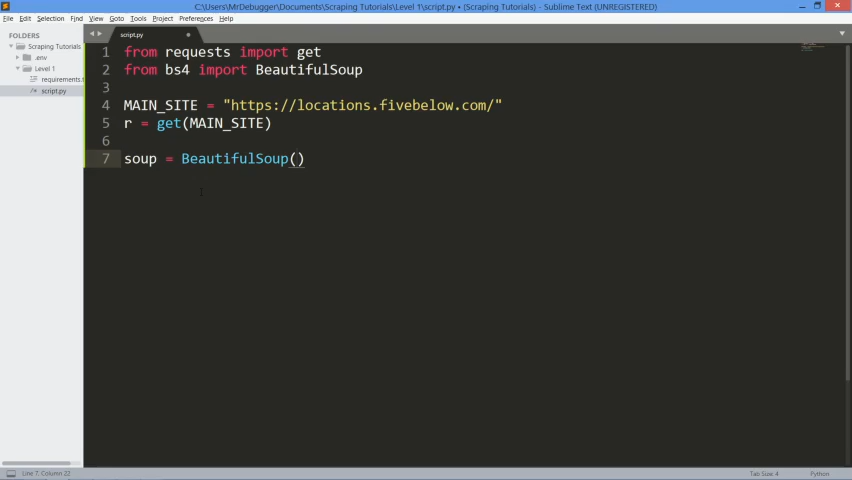 C:\Users\MrDebugger\Documents\Scraping Tutorials\Level 1\script.py • (Scraping Tutorials) - Sublime Text (UNREGISTERED)
File Edit Selection Find View Goto Tools Project Preferences Help
FOLDERS
Scraping Tutorials
.env
Level 1
requirements.t
script.py
script.py
1 from requests import get
2 from bs4 import BeautifulSoup
3
4 MAIN_SITE = "https://locations.fivebelow.com/"
5 r = get(MAIN_SITE)
6
7 soup = BeautifulSoup()
Line 7, Column 22
Tab Size: 4
Python